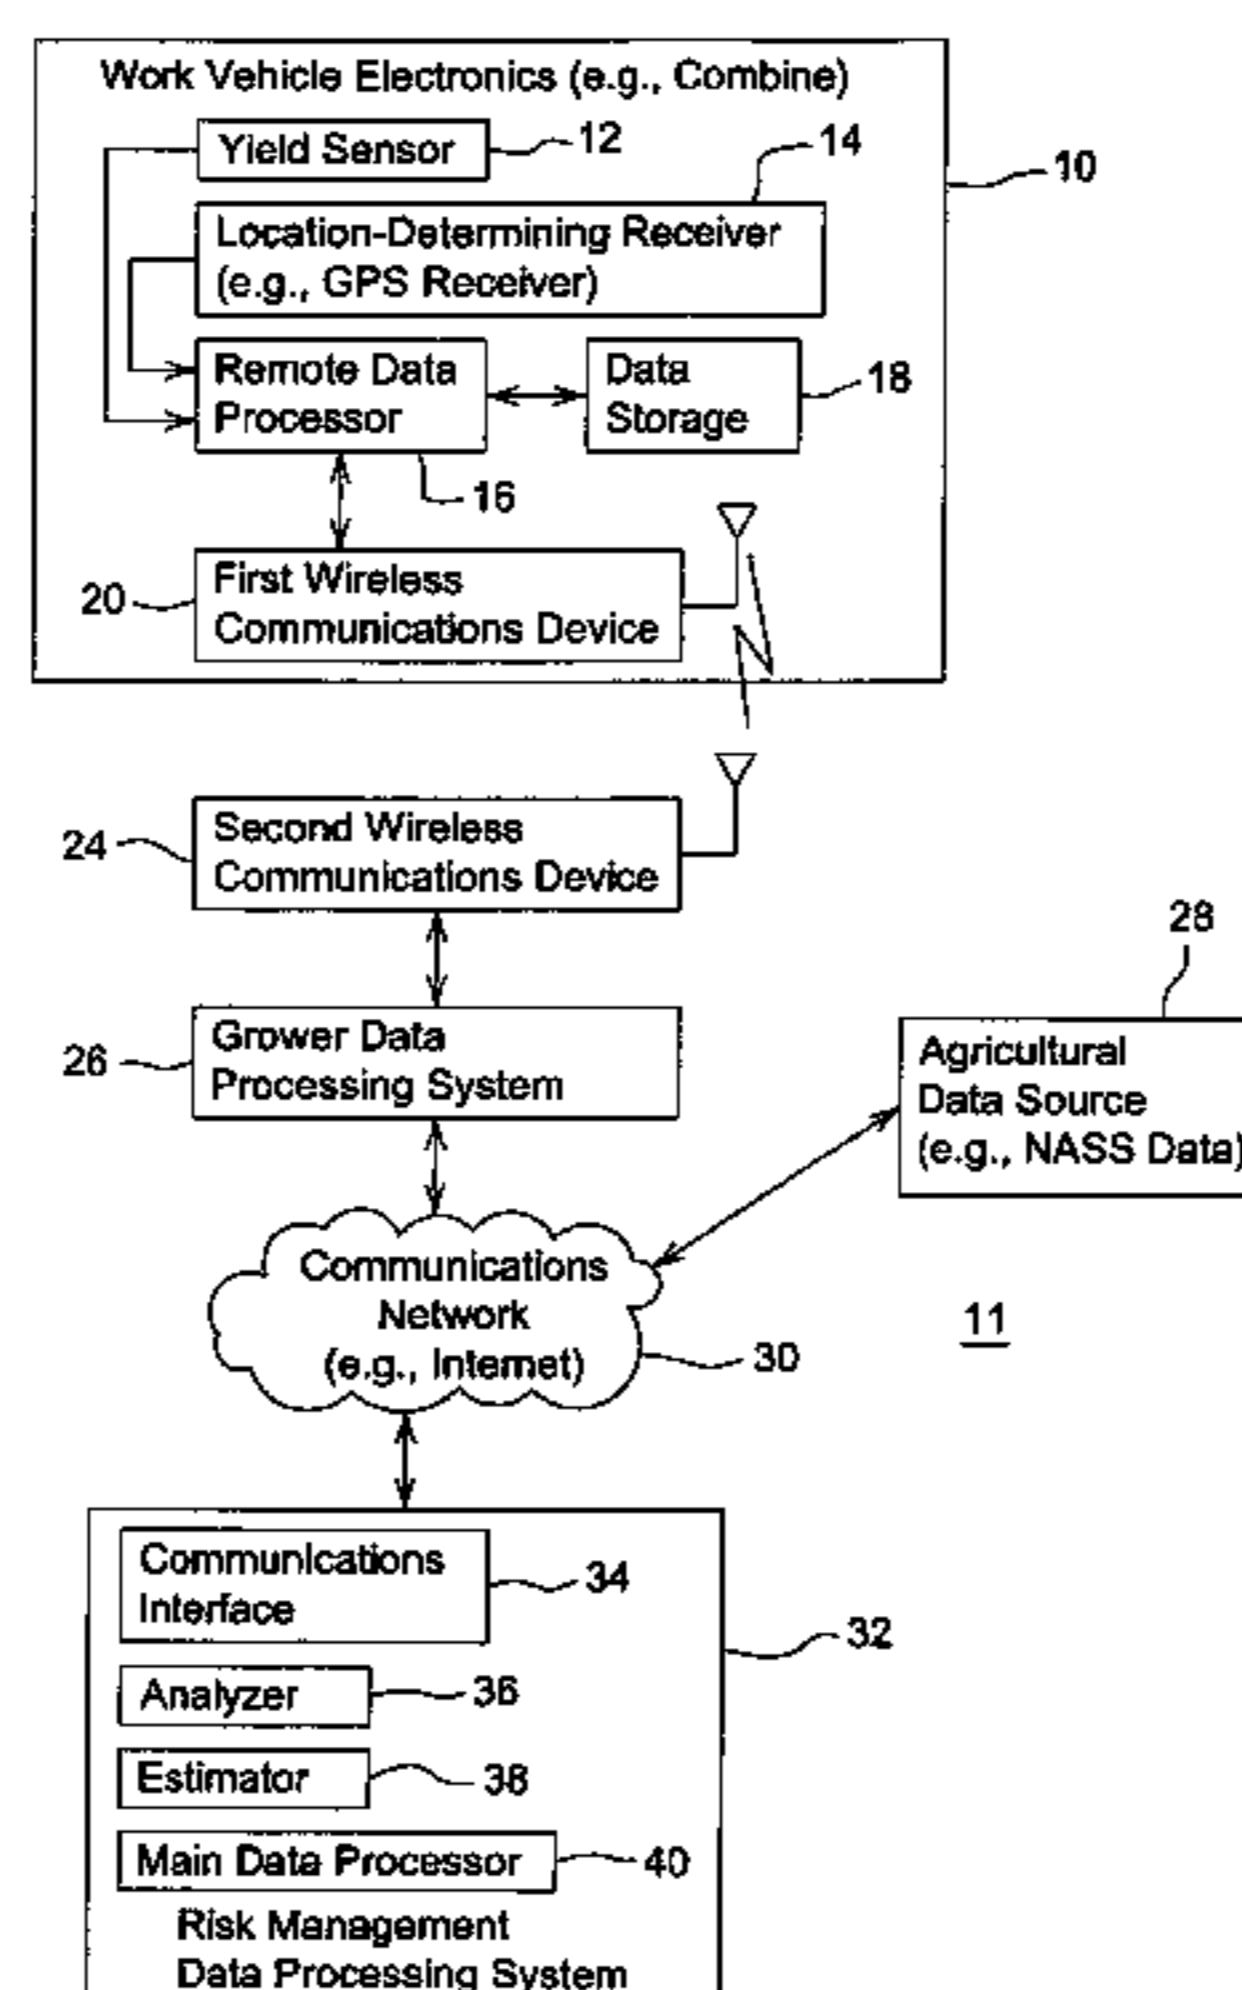 Work Vehicle Electronics (e.g., Combine)
Yield Sensor
12
14
10
Location-Determining Receiver
(e.g., GPS Receiver)
Remote Data
Processor
Data
Storage
18
16
20
First Wireless
Communications Device
24
Second Wireless
Communications Device
28
26
Grower Data
Processing System
Agricultural
Data Source
(e.g., NASS Data)
Communications
Network
(e.g., Internet)
11
30
Communications
Interface
34
32
Analyzer
36
Estimator
38
Main Data Processor
40
Risk Management
Data Processing System